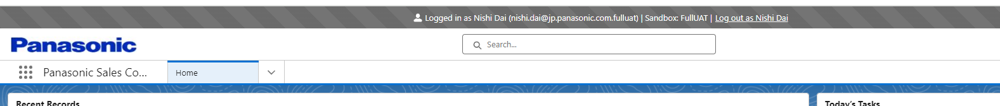 Logged in as Nishi Dai (nishi.dai@jp.panasonic.com.fulluat) | Sandbox: FullUAT | Log out as Nishi Dai
Panasonic
Search...
Panasonic Sales Co...
Home
Recent Records
Today's Tasks